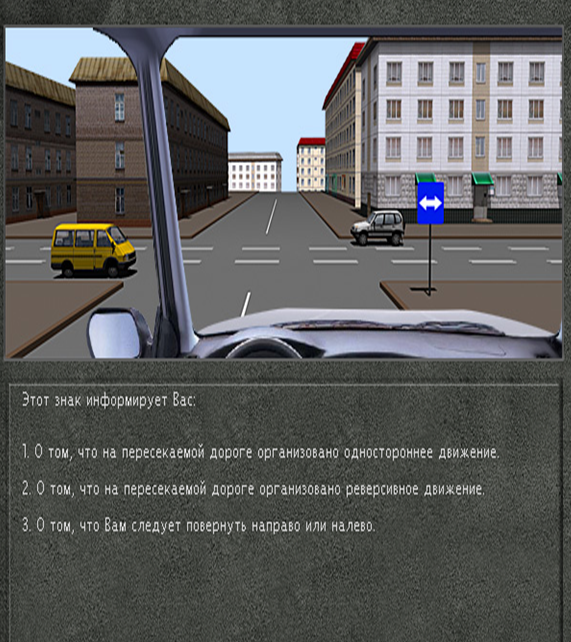 Этот знак информирует Вас:
1. О том, что на пересекаемой дороге организовано одностороннее движение.
2. О том, что на пересекаемой дороге организовано реверсивное движение.
3. О том, что Вам следует повернуть направо или налево.